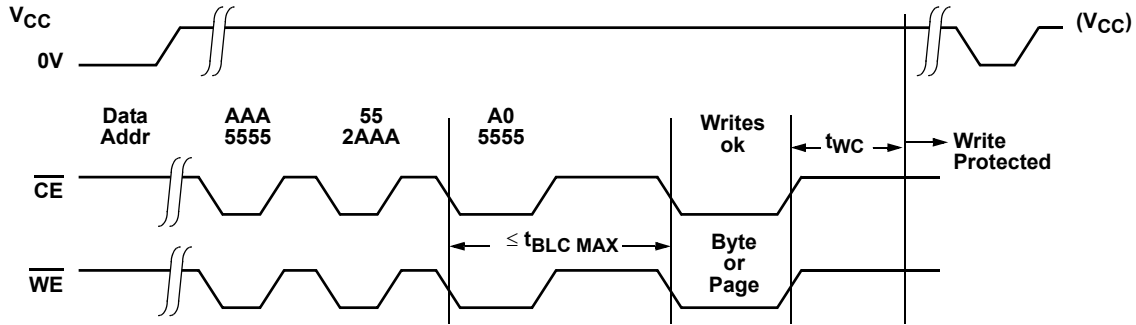 VCC
(VCC)
0V
Data AAA 55 A0 Writes
Addr 5555 2AAA 5555 ok
tWC
Write
Protected
CE
≤ tBLC MAX
Byte
or
Page
WE